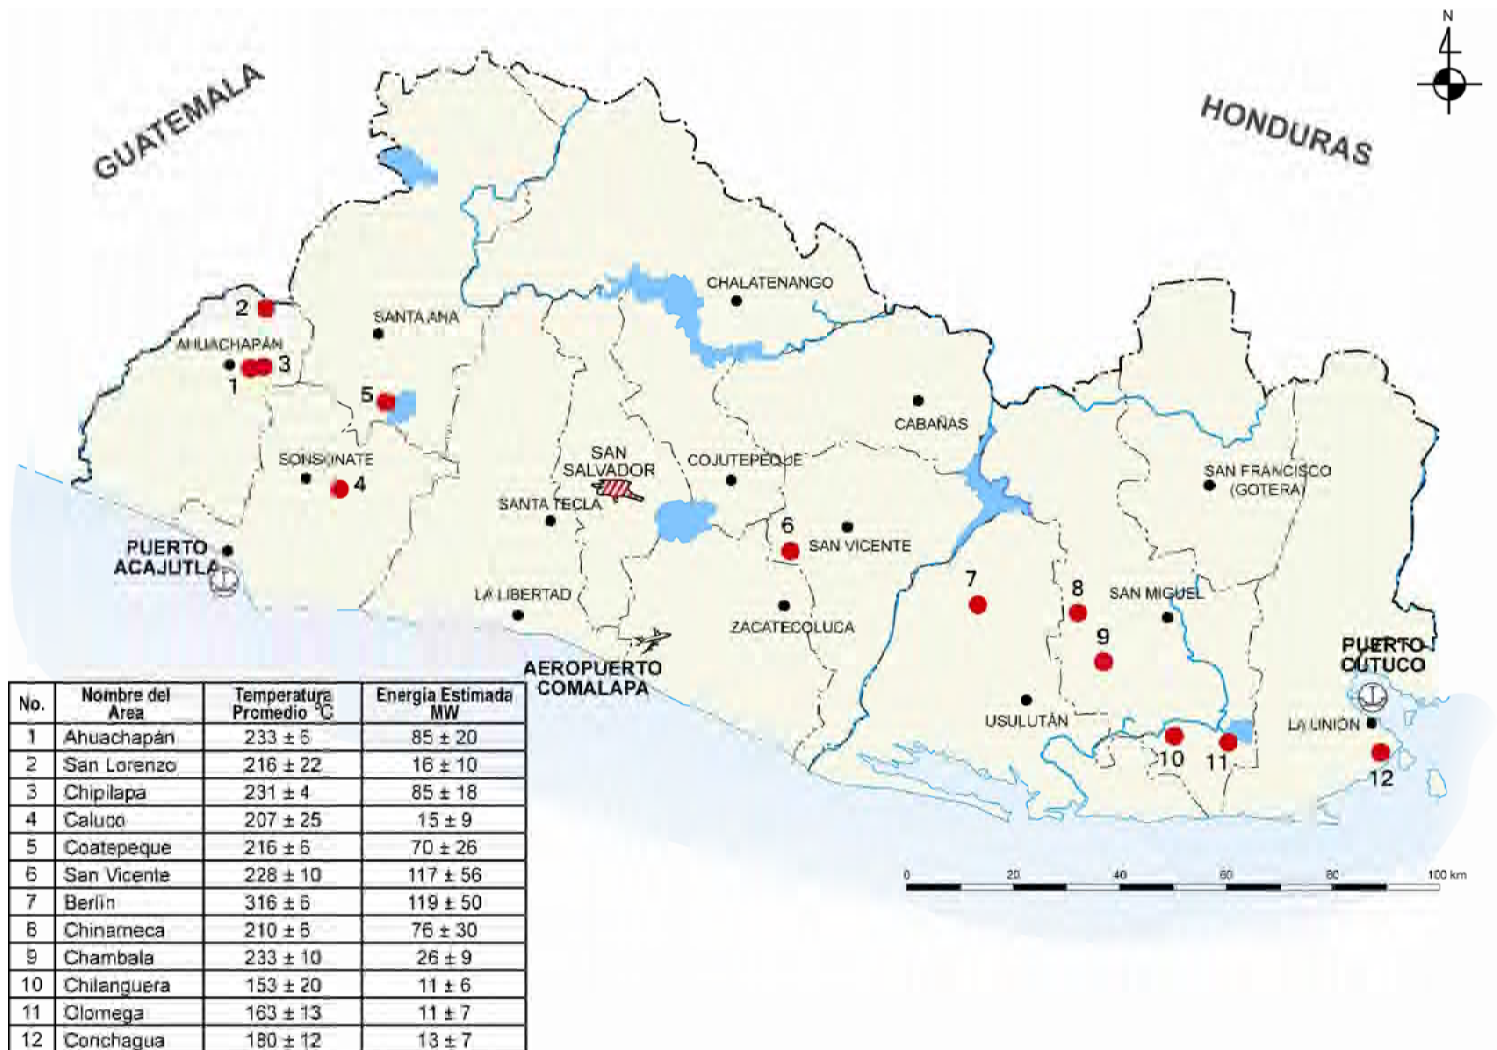 N
GUATEMALA
HONDURAS
CHALATENANGO
2
SANTA ANA
AHUACHAPÁN
3
1
5
CABAÑAS
SAN
SALVADOR
COJUTEPEQUE
SONSONATE
4
SAN FRANCISCO
(GOTERA)
SANTA TECLA
6
SAN VICENTE
PUERTO
ACAJUTLA
7
8
SAN MIGUEL
LA LIBERTAD
ZACATECOLUCA
9
PUERTO
CUTUCO
AEROPUERTO
COMALAPA
USULUTÁN
LA UNIÓN
10
11
12
0 20 40 60 80 100 km
No. Nombre del Area Temperatura Promedio °C Energía Estimada MW
1 Ahuachapán 233 ± 6 85 ± 20
2 San Lorenzo 216 ± 22 16 ± 10
3 Chipilapa 231 ± 4 85 ± 18
4 Caluco 207 ± 25 15 ± 9
5 Coatepeque 216 ± 6 70 ± 26
6 San Vicente 228 ± 10 117 ± 56
7 Berlín 316 ± 6 119 ± 50
8 Chinameca 210 ± 5 76 ± 30
9 Chambala 233 ± 10 26 ± 9
10 Chilanguera 153 ± 20 11 ± 6
11 Olomega 163 ± 13 11 ± 7
12 Conchagua 180 ± 12 13 ± 7